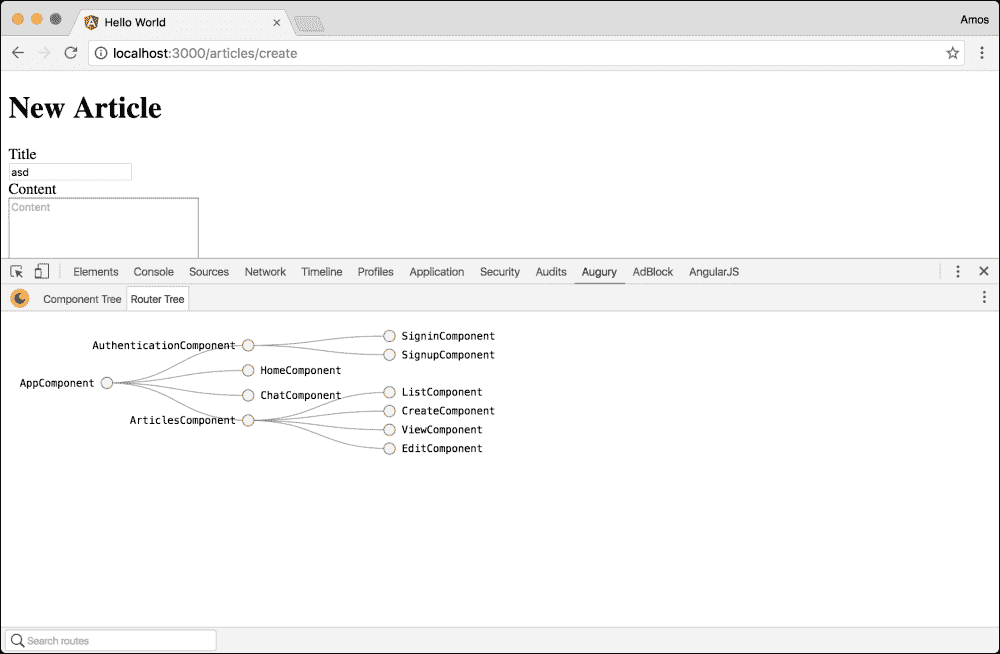 Hello World
Amos
localhost:3000/articles/create
New Article
Title
asd
Content
Content
Elements Console Sources Network Timeline Profiles Application Security Audits Augury AdBlock AngularJS
Component Tree Router Tree
SigninComponent
AuthenticationComponent
SignupComponent
HomeComponent
AppComponent
ListComponent
ChatComponent
CreateComponent
ArticlesComponent
ViewComponent
EditComponent
Search routes